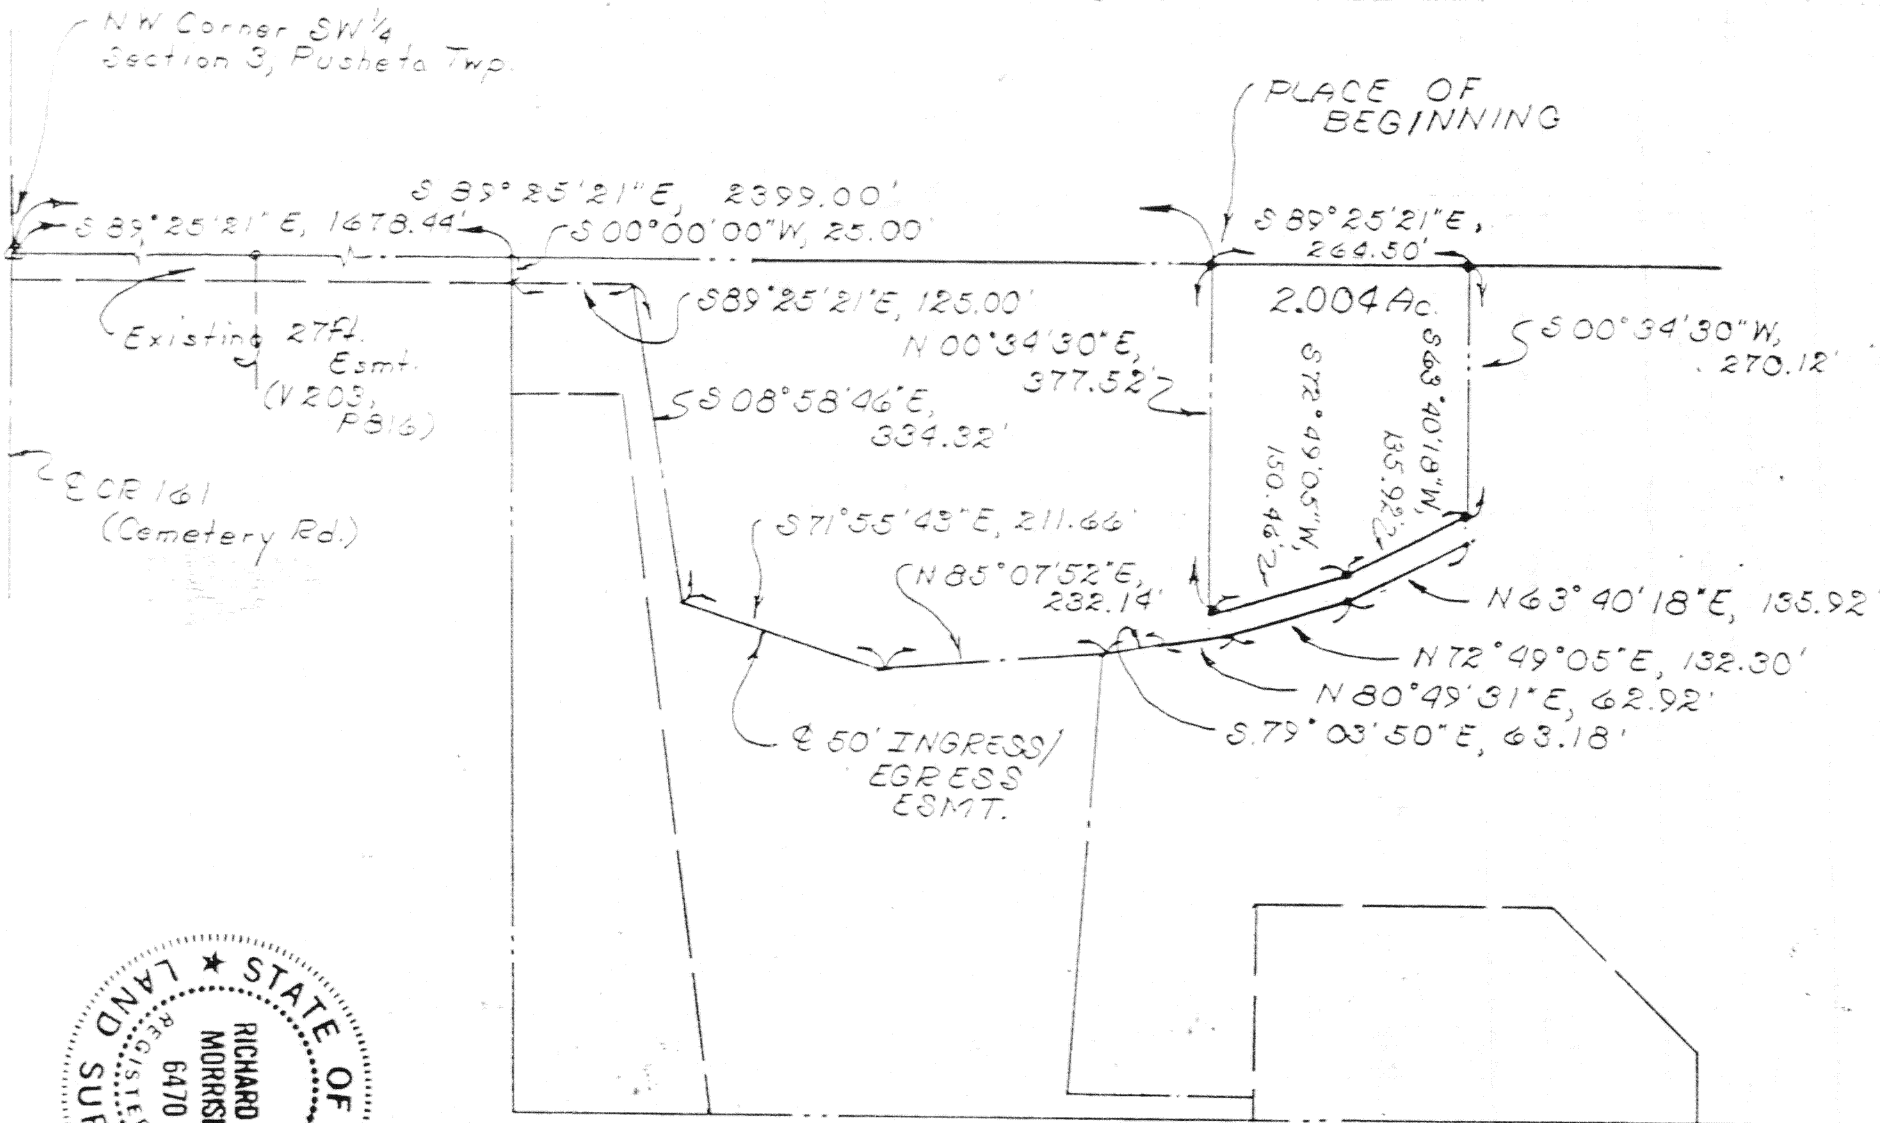 NW Corner SW 1/4
Section 3, Pusheta Twp.
PLACE OF
BEGINNING
S 89° 25' 21" E, 2399.00'
S 89° 25' 21" E, 1678.44'
S 00° 00' 00" W, 25.00'
S 89° 25' 21" E,
264.50'
2.004 Ac.
S 89° 25' 21" E, 125.00'
N 00° 34' 30" E,
377.52'
S 00° 34' 30" W,
270.12'
Existing 27ft.
Esmt.
(V 203,
P816)
S 08° 58' 46" E,
334.32'
S 63° 40' 18" W,
135.92'
S 72° 49' 05" W,
150.46'
℄ CR 161
(Cemetery Rd.)
S 71° 55' 43" E, 211.66'
N 85° 07' 52" E,
232.14'
N 63° 40' 18" E, 135.92'
N 72° 49° 05" E, 132.30'
N 80° 49' 31" E, 62.92'
S. 79° 03' 50" E, 63.18'
℄ 50' INGRESS/
EGRESS
ESMT.
STATE OF
LAND SUR
RICHARD
MORRIS
6470
REGISTE